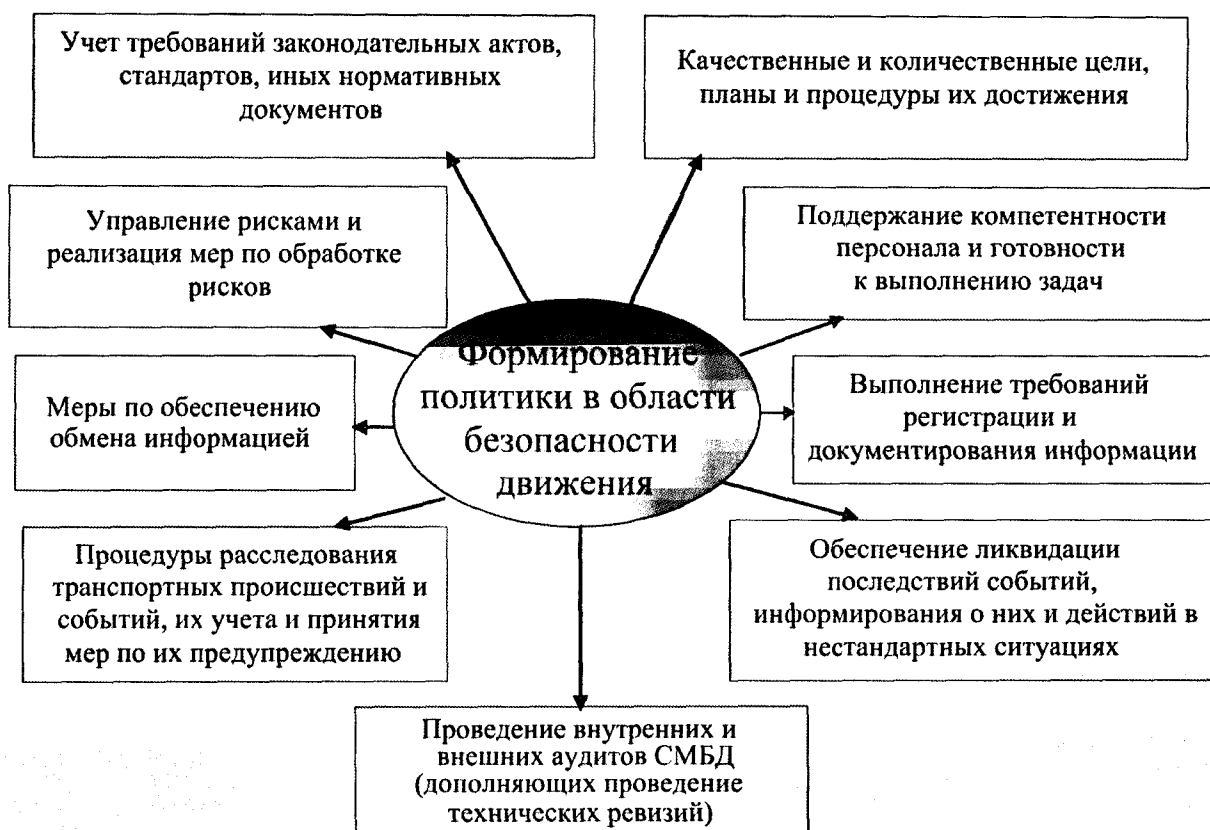 Учет требований законодательных актов,
стандартов, иных нормативных
документов
Качественные и количественные цели,
планы и процедуры их достижения
Управление рисками и
реализация мер по обработке
рисков
Поддержание компетентности
персонала и готовности
к выполнению задач
Формирование
политики в области
безопасности
движения
Меры по обеспечению
обмена информацией
Выполнение требований
регистрации и
документирования информации
Процедуры расследования
транспортных происшествий и
событий, их учета и принятия
мер по их предупреждению
Обеспечение ликвидации
последствий событий,
информирования о них и действий в
нестандартных ситуациях
Проведение внутренних и
внешних аудитов СМБД
(дополняющих проведение
технических ревизий)